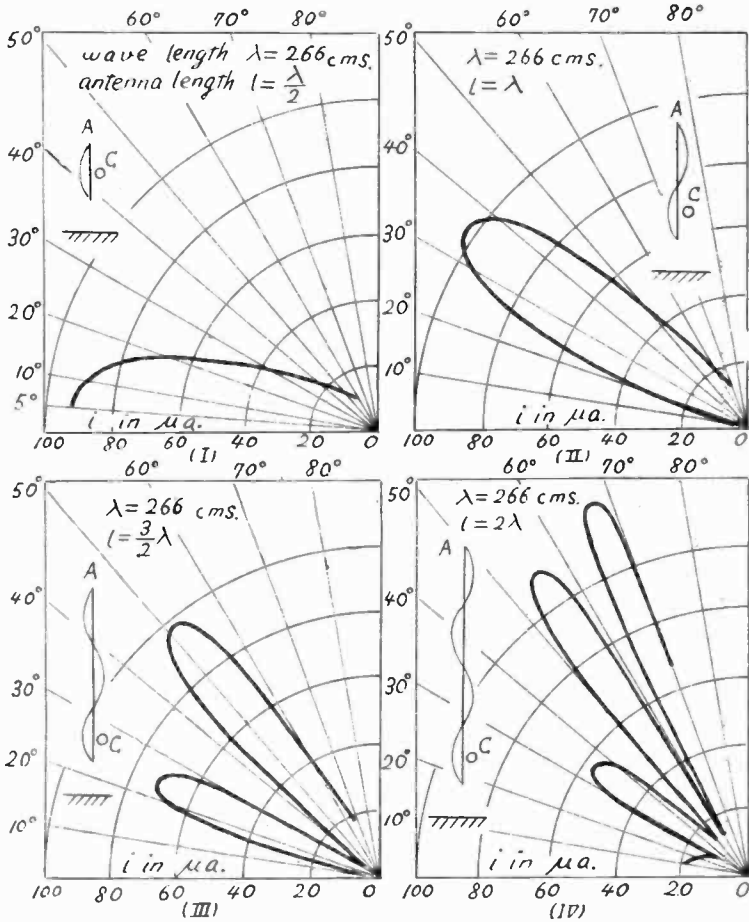 60° 70° 80°
50°
wave length λ = 266 cms.
antenna length l = λ/2
A
C
40°
30°
20°
10°
5°
i in μa.
100 80 60 40 20 0
(I)
60° 70° 80°
50°
λ = 266 cms.
l = λ
A
C
40°
30°
20°
10°
i in μa.
100 80 60 40 20 0
(II)
60° 70° 80°
50°
λ = 266 cms.
l = 3/2 λ
A
C
40°
30°
20°
10°
i in μa.
100 80 60 40 20 0
(III)
60° 70° 80°
50°
λ = 266 cms.
l = 2λ
A
C
40°
30°
20°
10°
i in μa.
100 80 60 40 20 0
(IV)